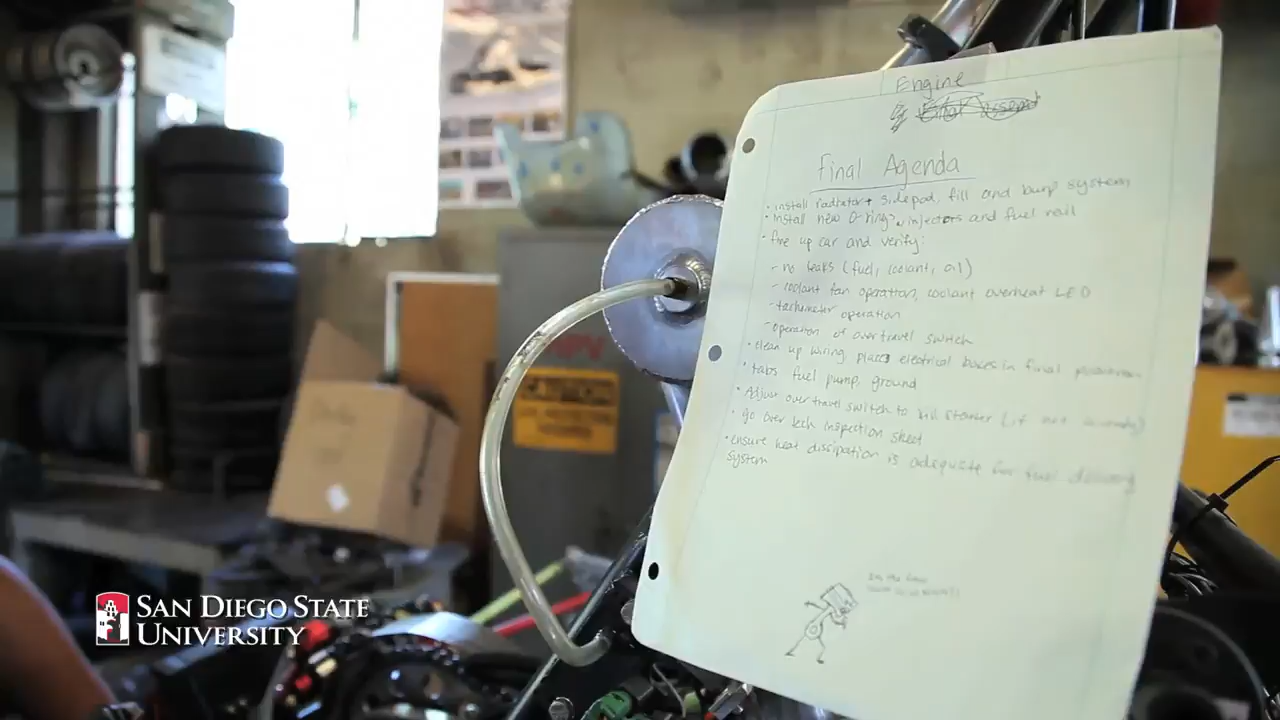 Engine
Final Agenda
• install radiator + sidepod, fill and burp system
• install new O-rings, injectors and fuel rail
• fire up car and verify:
- no leaks (fuel, coolant, oil)
- coolant fan operation, coolant overheat LED
- tachometer operation
- operation of overtravel switch
• clean up wiring place electrical boxes in final position
• tabs fuel pump, ground
• Adjust overtravel switch to kill starter (if not already)
• go over tech inspection sheet
• ensure heat dissipation is adequate for fuel delivery
system
SAN DIEGO STATE
UNIVERSITY